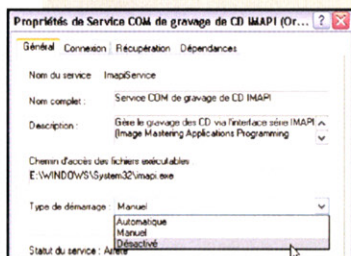 Propriétés de Service COM de gravage de CD IMAPI (Or...
Général Connexion Récupération Dépendances
Nom du service ImapiService
Nom complet : Service COM de gravage de CD IMAPI
Description : Gère le gravage des CD via l'interface série IMAPI
(Image Mastering Applications Programming
Chemin d'accès des fichiers exécutables
E:\WINDOWS\System32\imapi.exe
Type de démarrage : Manuel
Automatique
Manuel
Désactivé
Statut du service : Arrêté